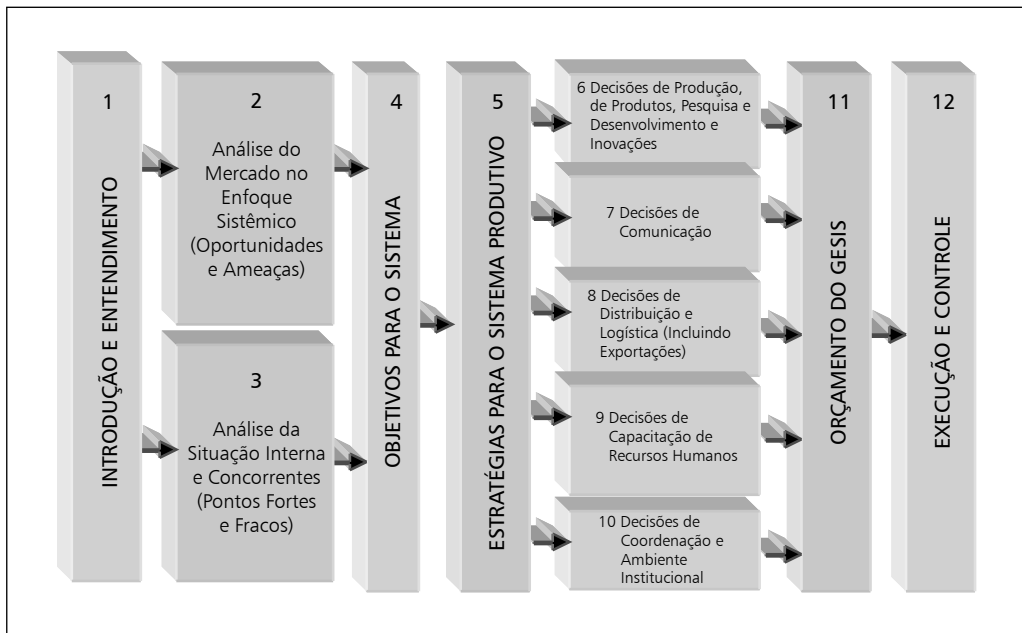 1
INTRODUÇÃO E ENTENDIMENTO
2
Análise do
Mercado no
Enfoque
Sistêmico
(Oportunidades
e Ameaças)
3
Análise da
Situação Interna
e Concorrentes
(Pontos Fortes
e Fracos)
4
OBJETIVOS PARA O SISTEMA
5
ESTRATÉGIAS PARA O SISTEMA PRODUTIVO
6 Decisões de Produção,
de Produtos, Pesquisa e
Desenvolvimento e
Inovações
7 Decisões de
Comunicação
8 Decisões de
Distribuição e
Logística (Incluindo
Exportações)
9 Decisões de
Capacitação de
Recursos Humanos
10 Decisões de
Coordenação e
Ambiente
Institucional
11
ORÇAMENTO DO GESIS
12
EXECUÇÃO E CONTROLE